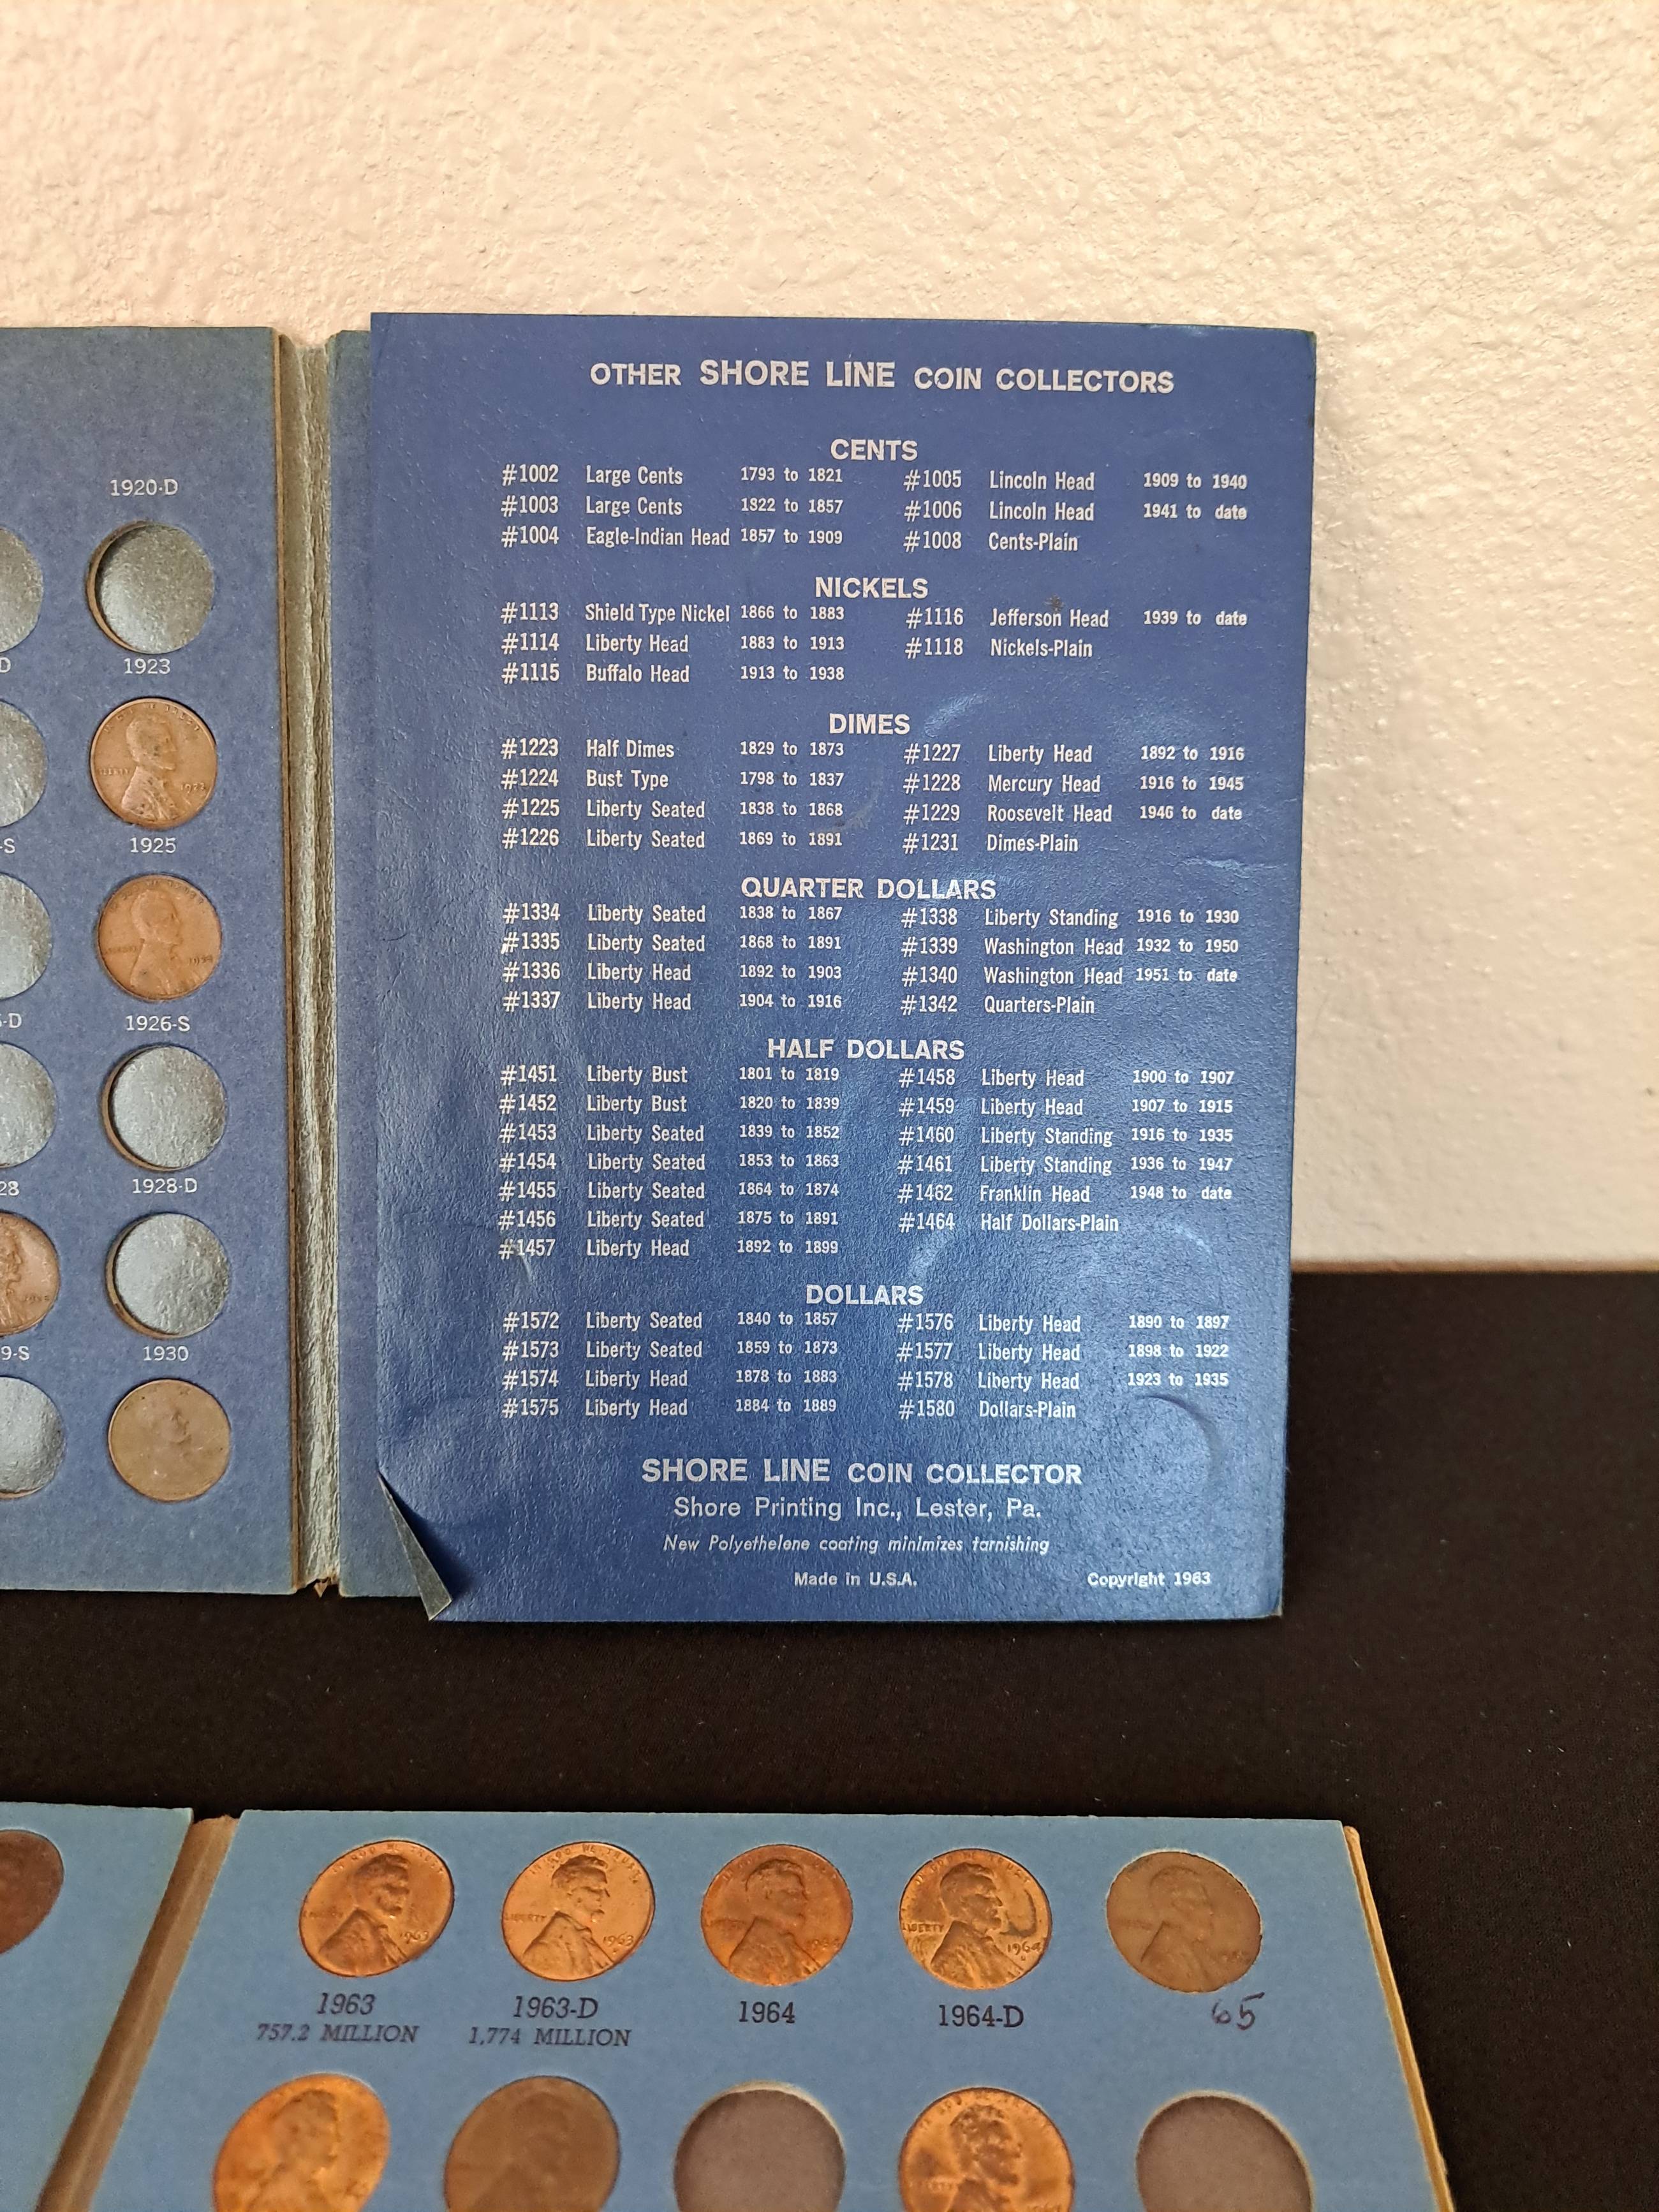 OTHER SHORE LINE COIN COLLECTORS
CENTS
#1002 Large Cents 1793 to 1821 #1005 Lincoln Head 1909 to 1940
#1003 Large Cents 1822 to 1857 #1006 Lincoln Head 1941 to date
#1004 Eagle-Indian Head 1857 to 1909 #1008 Cents-Plain
NICKELS
#1113 Shield Type Nickel 1866 to 1883 #1116 Jefferson Head 1939 to date
#1114 Liberty Head 1883 to 1913 #1118 Nickels-Plain
#1115 Buffalo Head 1913 to 1938
DIMES
#1223 Half Dimes 1829 to 1873 #1227 Liberty Head 1892 to 1916
#1224 Bust Type 1798 to 1837 #1228 Mercury Head 1916 to 1945
#1225 Liberty Seated 1838 to 1868 #1229 Roosevelt Head 1946 to date
#1226 Liberty Seated 1869 to 1891 #1231 Dimes-Plain
QUARTER DOLLARS
#1334 Liberty Seated 1838 to 1867 #1338 Liberty Standing 1916 to 1930
#1335 Liberty Seated 1868 to 1891 #1339 Washington Head 1932 to 1950
#1336 Liberty Head 1892 to 1903 #1340 Washington Head 1951 to date
#1337 Liberty Head 1904 to 1916 #1342 Quarters-Plain
HALF DOLLARS
#1451 Liberty Bust 1801 to 1819 #1458 Liberty Head 1900 to 1907
#1452 Liberty Bust 1820 to 1839 #1459 Liberty Head 1907 to 1915
#1453 Liberty Seated 1839 to 1852 #1460 Liberty Standing 1916 to 1935
#1454 Liberty Seated 1853 to 1863 #1461 Liberty Standing 1936 to 1947
#1455 Liberty Seated 1864 to 1874 #1462 Franklin Head 1948 to date
#1456 Liberty Seated 1875 to 1891 #1464 Half Dollars-Plain
#1457 Liberty Head 1892 to 1899
DOLLARS
#1572 Liberty Seated 1840 to 1857 #1576 Liberty Head 1890 to 1897
#1573 Liberty Seated 1859 to 1873 #1577 Liberty Head 1898 to 1922
#1574 Liberty Head 1878 to 1883 #1578 Liberty Head 1923 to 1935
#1575 Liberty Head 1884 to 1889 #1580 Dollars-Plain
SHORE LINE COIN COLLECTOR
Shore Printing Inc., Lester, Pa.
New Polyethelene coating minimizes tarnishing
Made in U.S.A. Copyright 1963
1920-D
D 1923
-S 1925
-D 1926-S
28 1928-D
9-S 1930
LIBERTY 1963
LIBERTY 1963
LIBERTY 1964
1963 1963-D 1964 1964-D 65
757.2 MILLION 1,774 MILLION